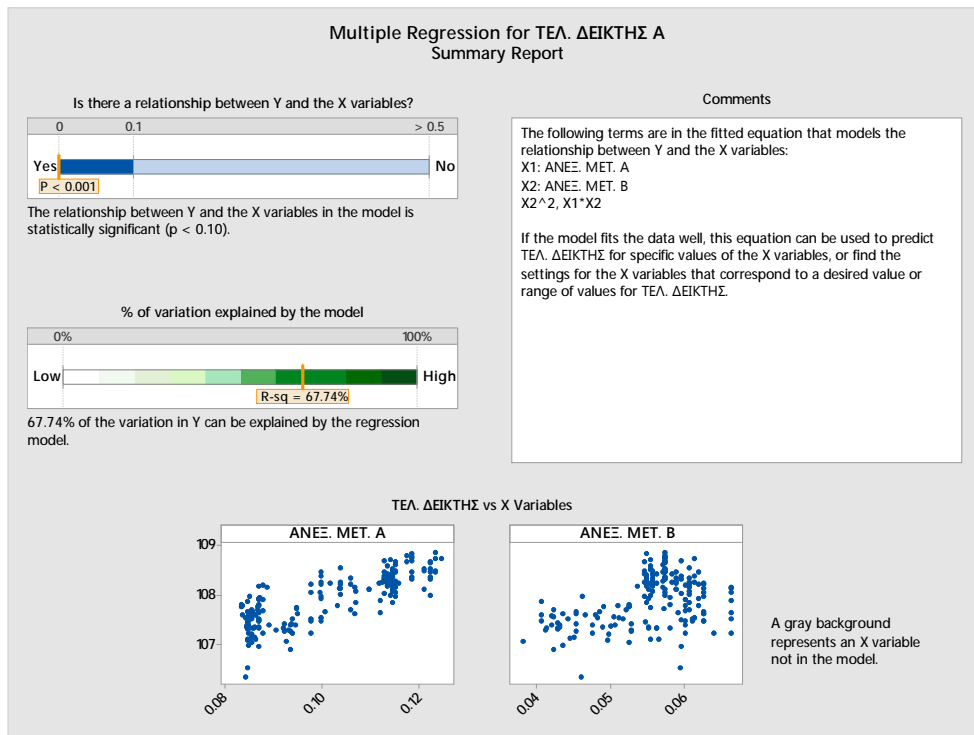 Multiple Regression for ΤΕΛ. ΔΕΙΚΤΗΣ Α
Summary Report
Is there a relationship between Y and the X variables?
0 0.1 > 0.5
Yes No
P < 0.001
The relationship between Y and the X variables in the model is
statistically significant (p < 0.10).
% of variation explained by the model
0% 100%
Low High
R-sq = 67.74%
67.74% of the variation in Y can be explained by the regression
model.
Comments
The following terms are in the fitted equation that models the
relationship between Y and the X variables:
X1: ΑΝΕΞ. ΜΕΤ. Α
X2: ΑΝΕΞ. ΜΕΤ. Β
X2^2, X1*X2
If the model fits the data well, this equation can be used to predict
ΤΕΛ. ΔΕΙΚΤΗΣ for specific values of the X variables, or find the
settings for the X variables that correspond to a desired value or
range of values for ΤΕΛ. ΔΕΙΚΤΗΣ.
ΤΕΛ. ΔΕΙΚΤΗΣ vs X Variables
ΑΝΕΞ. ΜΕΤ. Α
109
108
107
0.08 0.10 0.12
ΑΝΕΞ. ΜΕΤ. Β
0.04 0.05 0.06
A gray background
represents an X variable
not in the model.